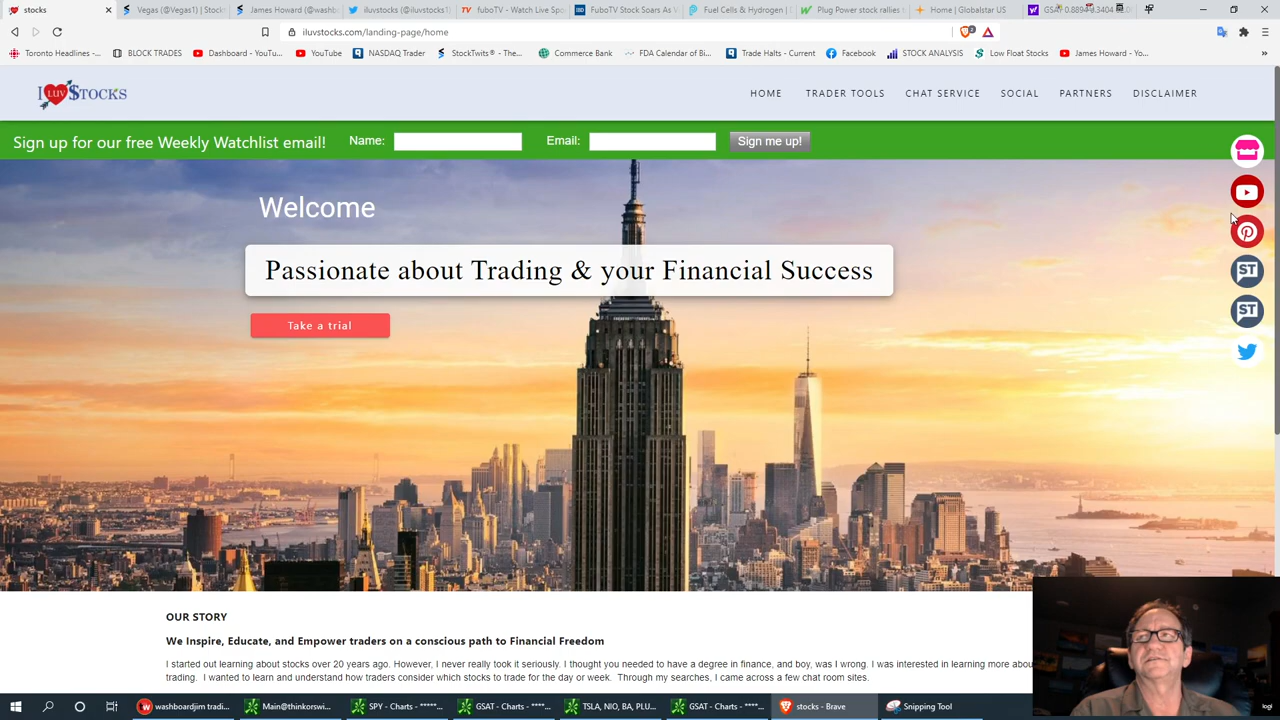 stocks
Vegas (@Vegas1) | Stock
James Howard (@washb
iluvstocks (@iluvstocks1)
fuboTV - Watch Live Spo
FuboTV Stock Soars As V
Fuel Cells & Hydrogen |
Plug Power stock rallies
Home | Globalstar US
iluvstocks.com/landing-page/home
Toronto Headlines -...
BLOCK TRADES
Dashboard - YouTu...
YouTube
NASDAQ Trader
StockTwits® - The...
Commerce Bank
FDA Calendar of Bi...
Trade Halts - Current
Facebook
STOCK ANALYSIS
Low Float Stocks
James Howard - Yo...
I LUV $TOCKS
HOME
TRADER TOOLS
CHAT SERVICE
SOCIAL
PARTNERS
DISCLAIMER
Sign up for our free Weekly Watchlist email!
Name:
Email:
Sign me up!
Welcome
Passionate about Trading & your Financial Success
Take a trial
ST
ST
OUR STORY
We Inspire, Educate, and Empower traders on a conscious path to Financial Freedom
I started out learning about stocks over 20 years ago. However, I never really took it seriously. I thought you needed to have a degree in finance, and boy, was I wrong. I was interested in learning more abou
trading. I wanted to learn and understand how traders consider which stocks to trade for the day or week. Through my searches, I came across a few chat room sites.
logi
washboardjim tradi...
Main@thinkorswi...
SPY - Charts - *****...
GSAT - Charts - ****...
TSLA, NIO, BA, PLU...
GSAT - Charts - ****...
stocks - Brave
Snipping Tool